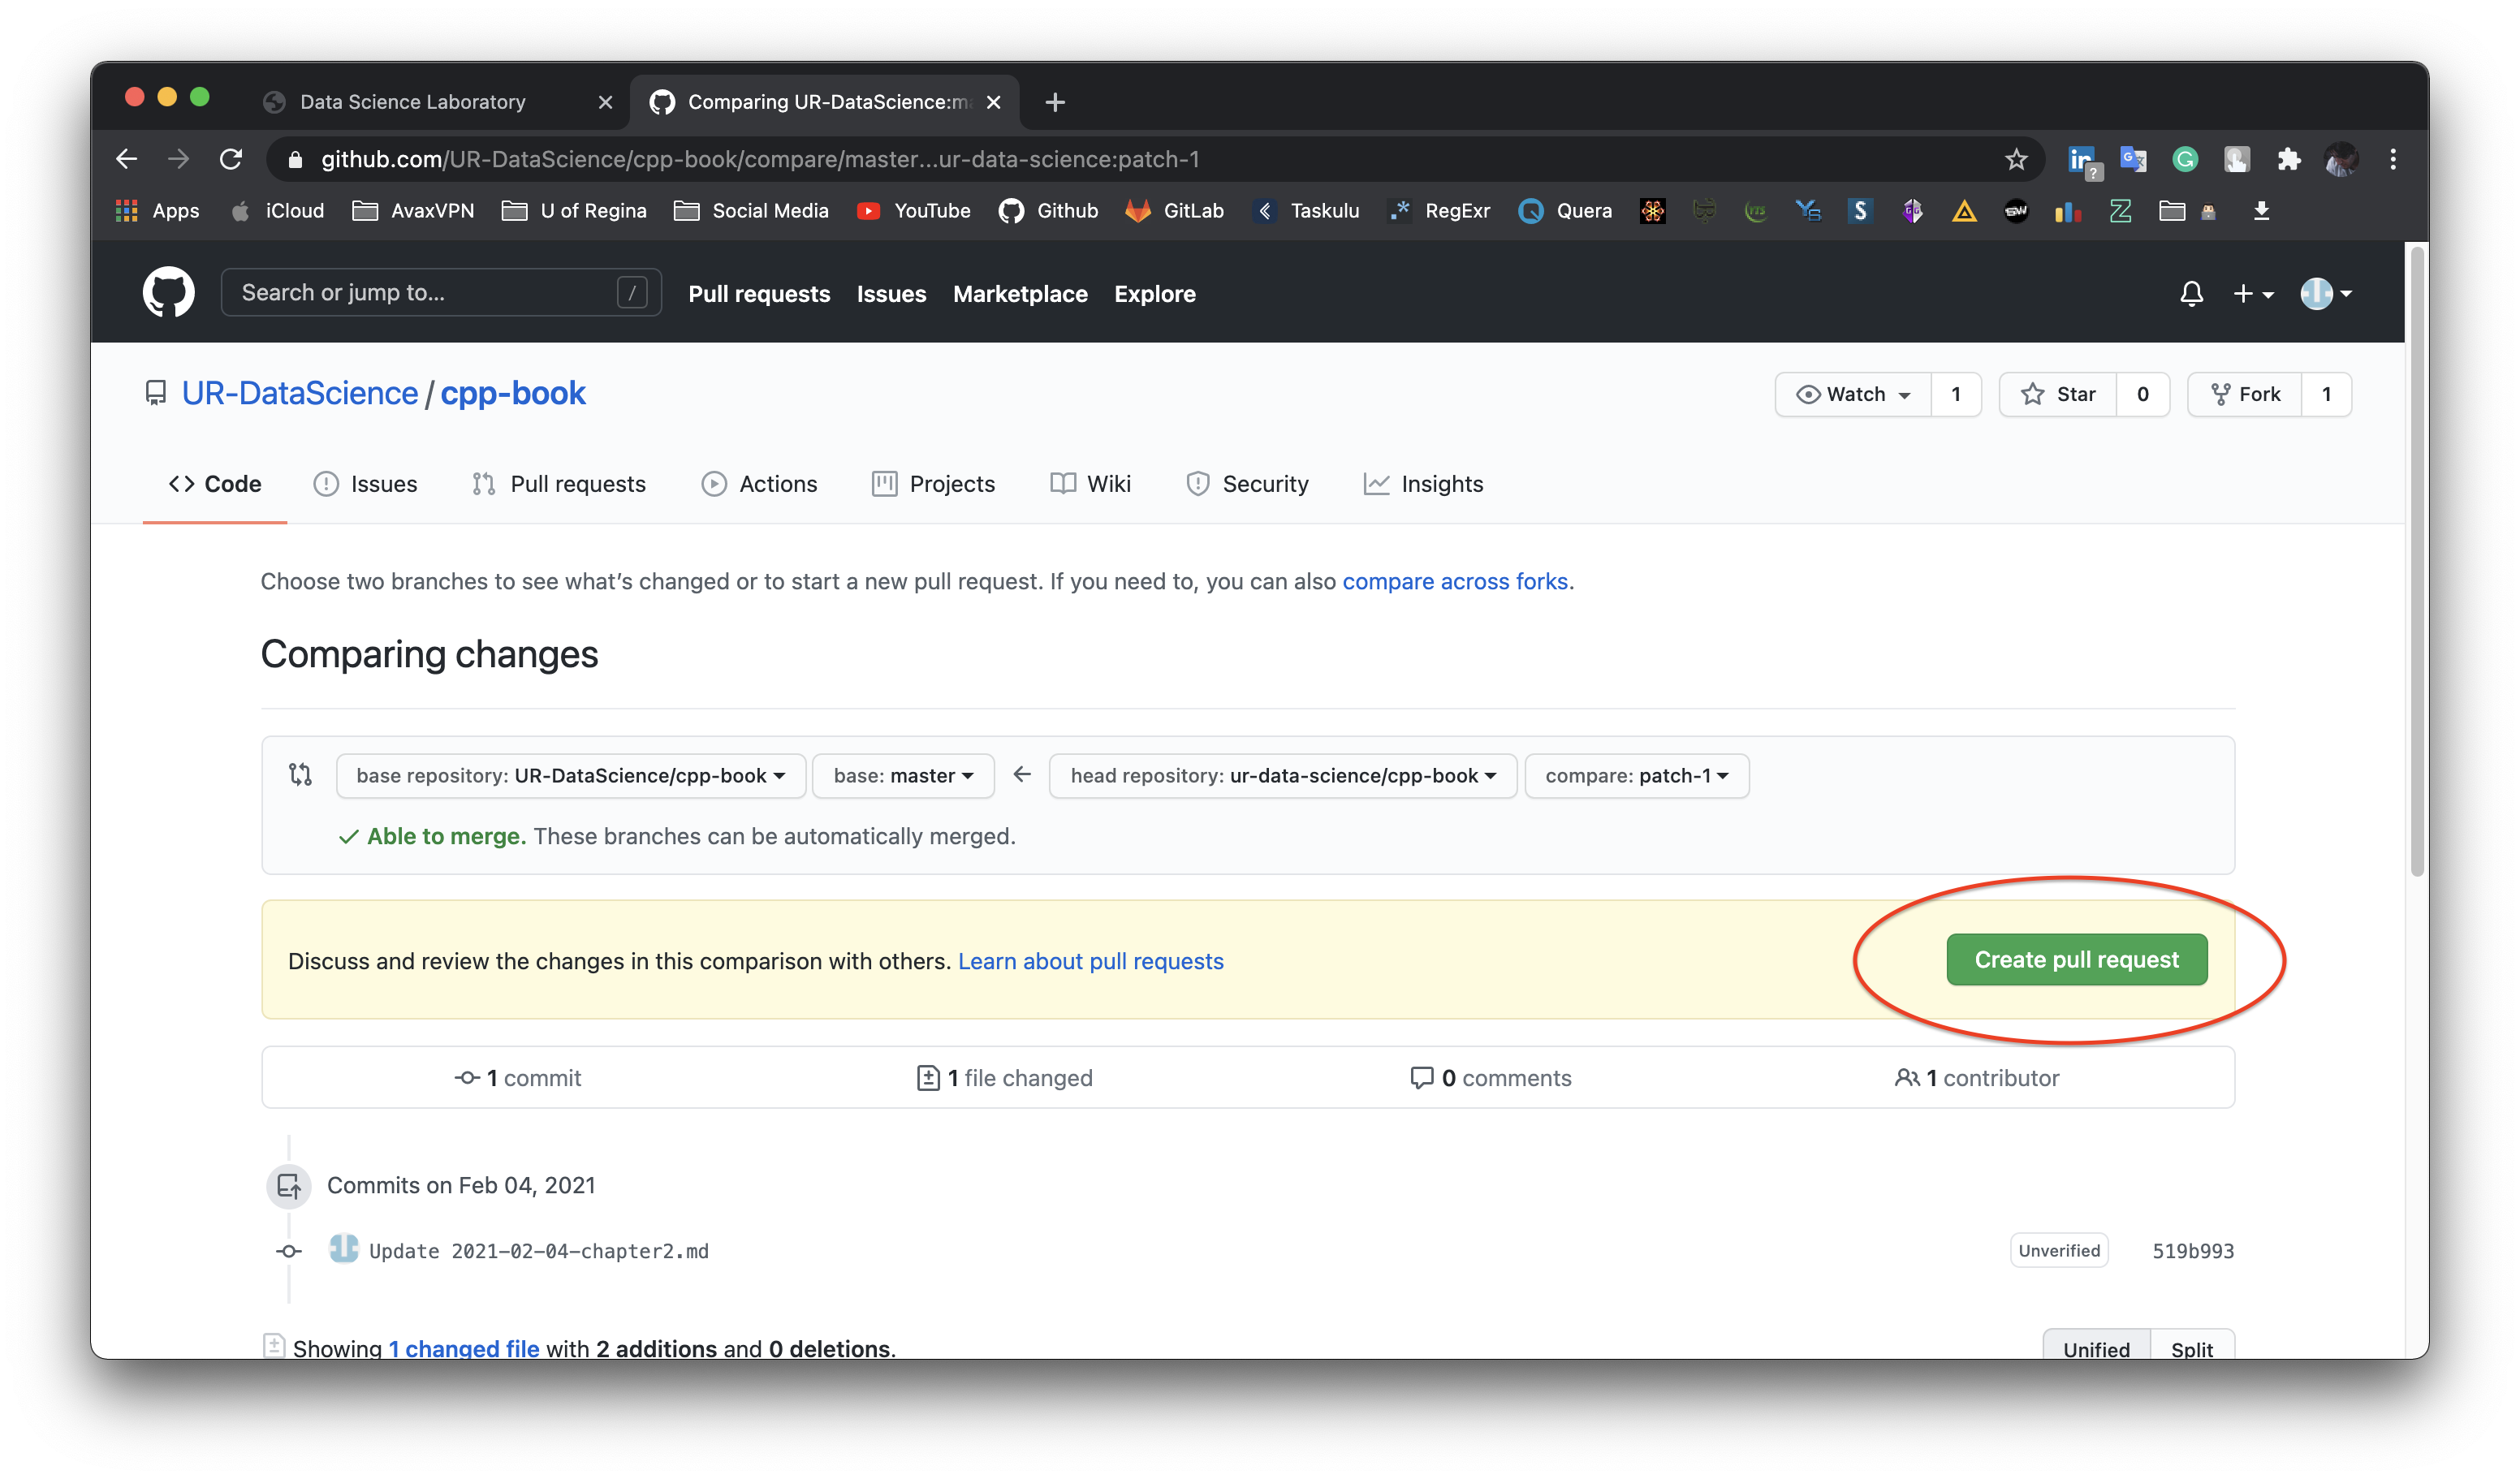 Data Science Laboratory
Comparing UR-DataScience:ma
github.com/UR-DataScience/cpp-book/compare/master...ur-data-science:patch-1
Apps iCloud AvaxVPN U of Regina Social Media YouTube Github GitLab Taskulu RegExr Quera
Search or jump to... /
Pull requests Issues Marketplace Explore
UR-DataScience / cpp-book
Watch 1 Star 0 Fork 1
Code Issues Pull requests Actions Projects Wiki Security Insights
Choose two branches to see what's changed or to start a new pull request. If you need to, you can also compare across forks.
Comparing changes
base repository: UR-DataScience/cpp-book base: master head repository: ur-data-science/cpp-book compare: patch-1
Able to merge. These branches can be automatically merged.
Discuss and review the changes in this comparison with others. Learn about pull requests
Create pull request
1 commit 1 file changed 0 comments 1 contributor
Commits on Feb 04, 2021
Update 2021-02-04-chapter2.md Unverified 519b993
Showing 1 changed file with 2 additions and 0 deletions. Unified Split